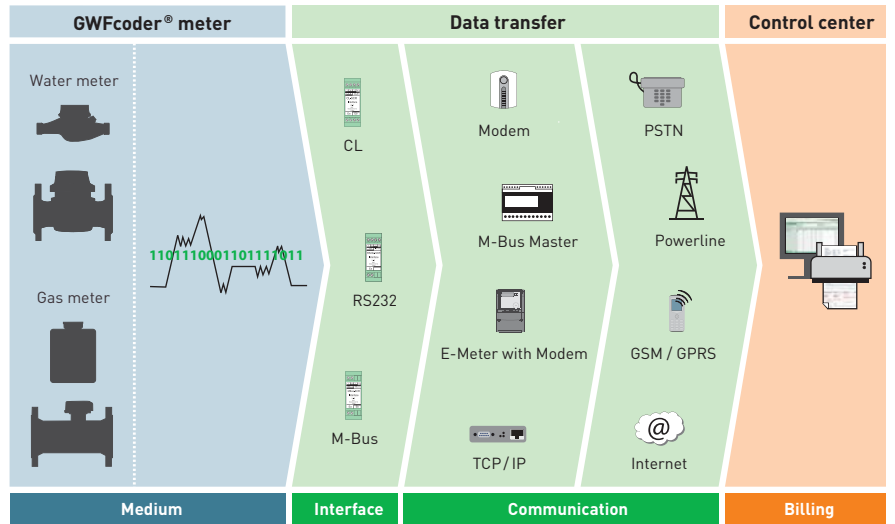 GWFcoder® meter
Data transfer
Control center
Water meter
Gas meter
11011100011011111011
CL
RS232
M-Bus
Modem
M-Bus Master
E-Meter with Modem
TCP / IP
PSTN
Powerline
GSM / GPRS
@
Internet
Medium
Interface
Communication
Billing